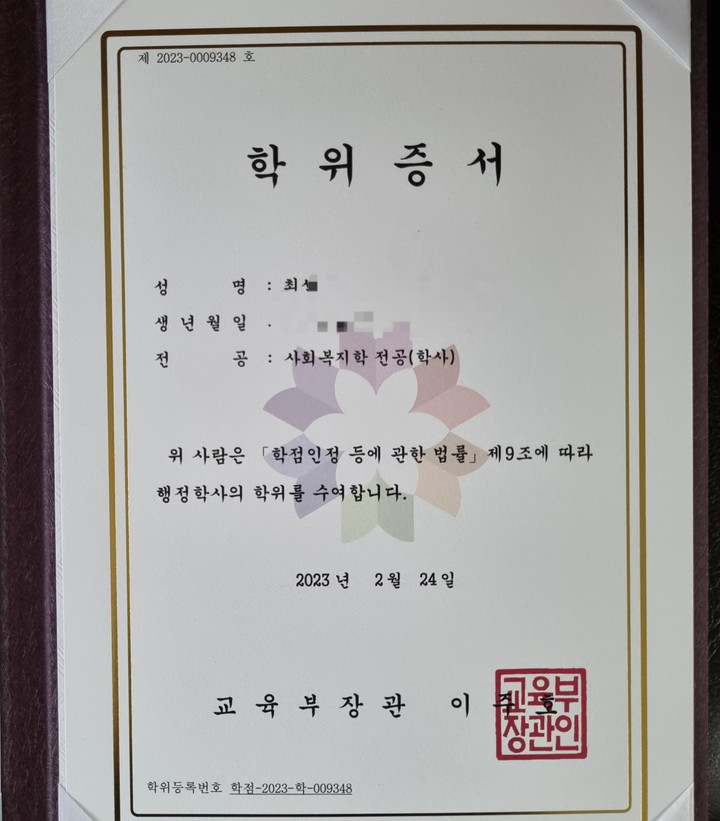 제 2023-0009348 호
학 위 증 서
성 명 : 최
생 년 월 일
전 공 : 사회복지학 전공(학사)
위 사람은 「학점인정 등에 관한 법률」제9조에 따라
행정학사의 학위를 수여합니다.
2023 년 2 월 24 일
교 육 부 장 관 이 주 호
교육부
장관인
학위등록번호 학점-2023-학-009348